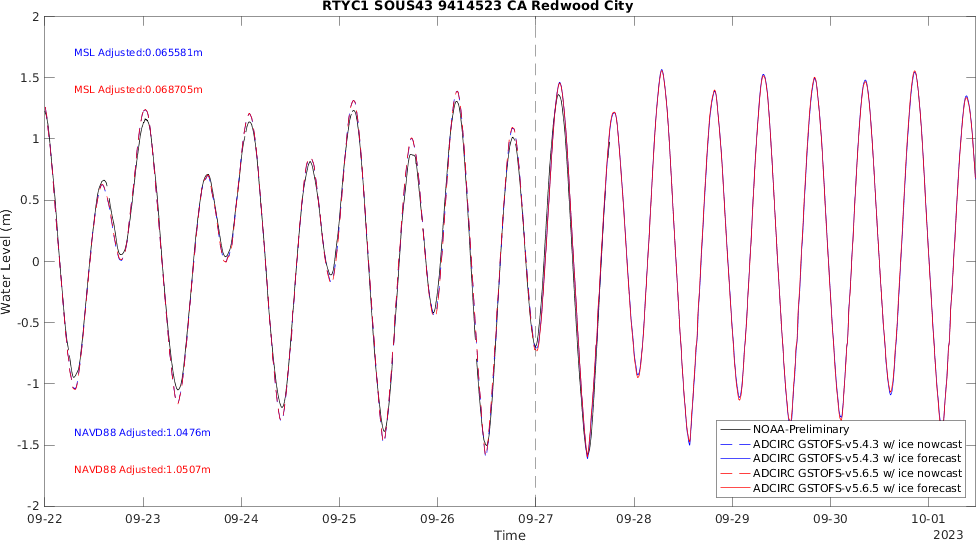 RTYC1 SOUS43 9414523 CA Redwood City
2
1.5
1
0.5
0
-0.5
-1
-1.5
-2
Water Level (m)
MSL Adjusted:0.065581m
MSL Adjusted:0.068705m
NAVD88 Adjusted:1.0476m
NAVD88 Adjusted:1.0507m
NOAA-Preliminary
ADCIRC GSTOFS-v5.4.3 w/ ice nowcast
ADCIRC GSTOFS-v5.4.3 w/ ice forecast
ADCIRC GSTOFS-v5.6.5 w/ ice nowcast
ADCIRC GSTOFS-v5.6.5 w/ ice forecast
09-22 09-23 09-24 09-25 09-26 09-27 09-28 09-29 09-30 10-01
Time
2023